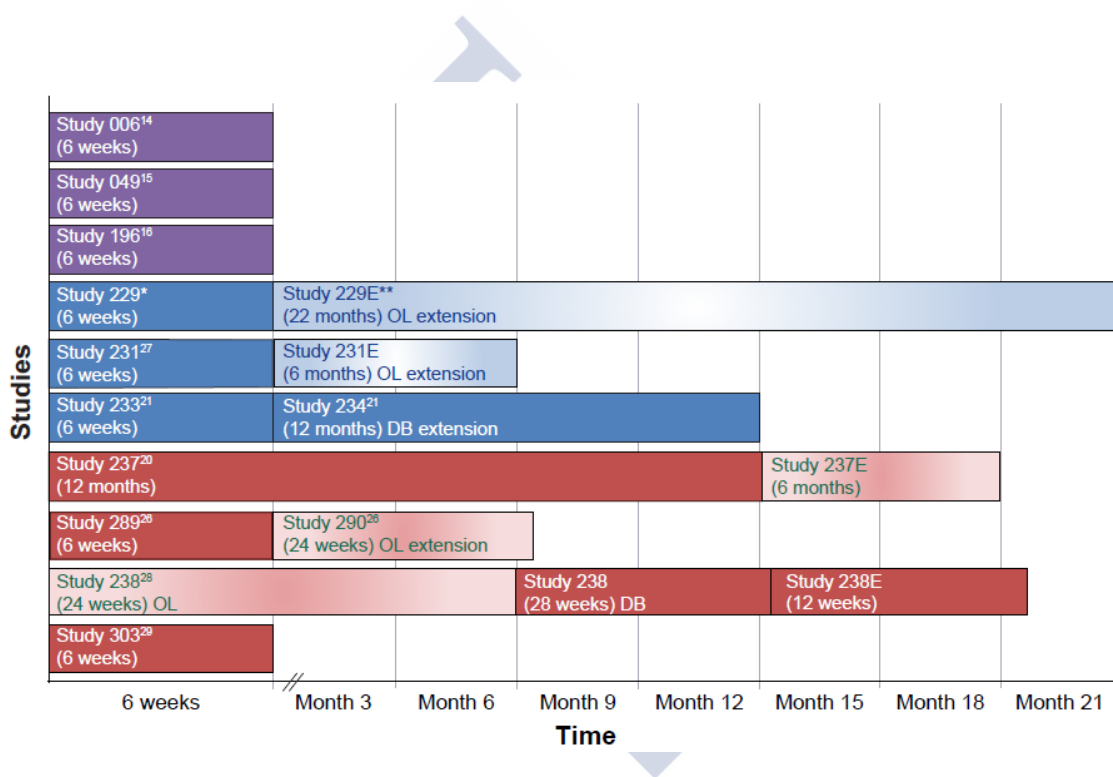 Study 006¹⁴
(6 weeks)
Study 049¹⁵
(6 weeks)
Study 196¹⁶
(6 weeks)
Study 229*
(6 weeks)
Study 229E**
(22 months) OL extension
Study 231²⁷
(6 weeks)
Study 231E
(6 months) OL extension
Study 233²¹
(6 weeks)
Study 234²¹
(12 months) DB extension
Study 237²⁰
(12 months)
Study 237E
(6 months)
Study 289²⁶
(6 weeks)
Study 290²⁶
(24 weeks) OL extension
Study 238²⁸
(24 weeks) OL
Study 238
(28 weeks) DB
Study 238E
(12 weeks)
Study 303²⁹
(6 weeks)
Studies
6 weeks
Month 3
Month 6
Month 9
Month 12
Month 15
Month 18
Month 21
Time